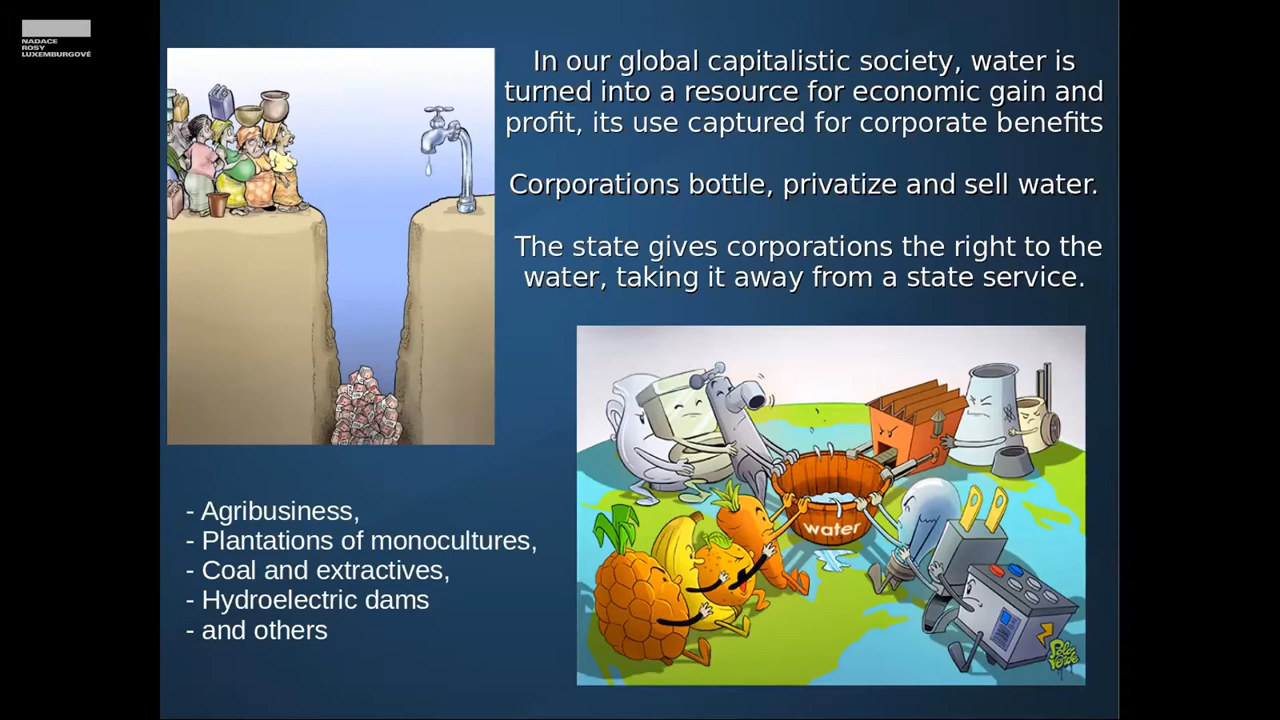 NADACE
ROSY
LUXEMBURGOVÉ
In our global capitalistic society, water is
turned into a resource for economic gain and
profit, its use captured for corporate benefits
Corporations bottle, privatize and sell water.
The state gives corporations the right to the
water, taking it away from a state service.
water
Pelo
Verde
- Agribusiness,
- Plantations of monocultures,
- Coal and extractives,
- Hydroelectric dams
- and others